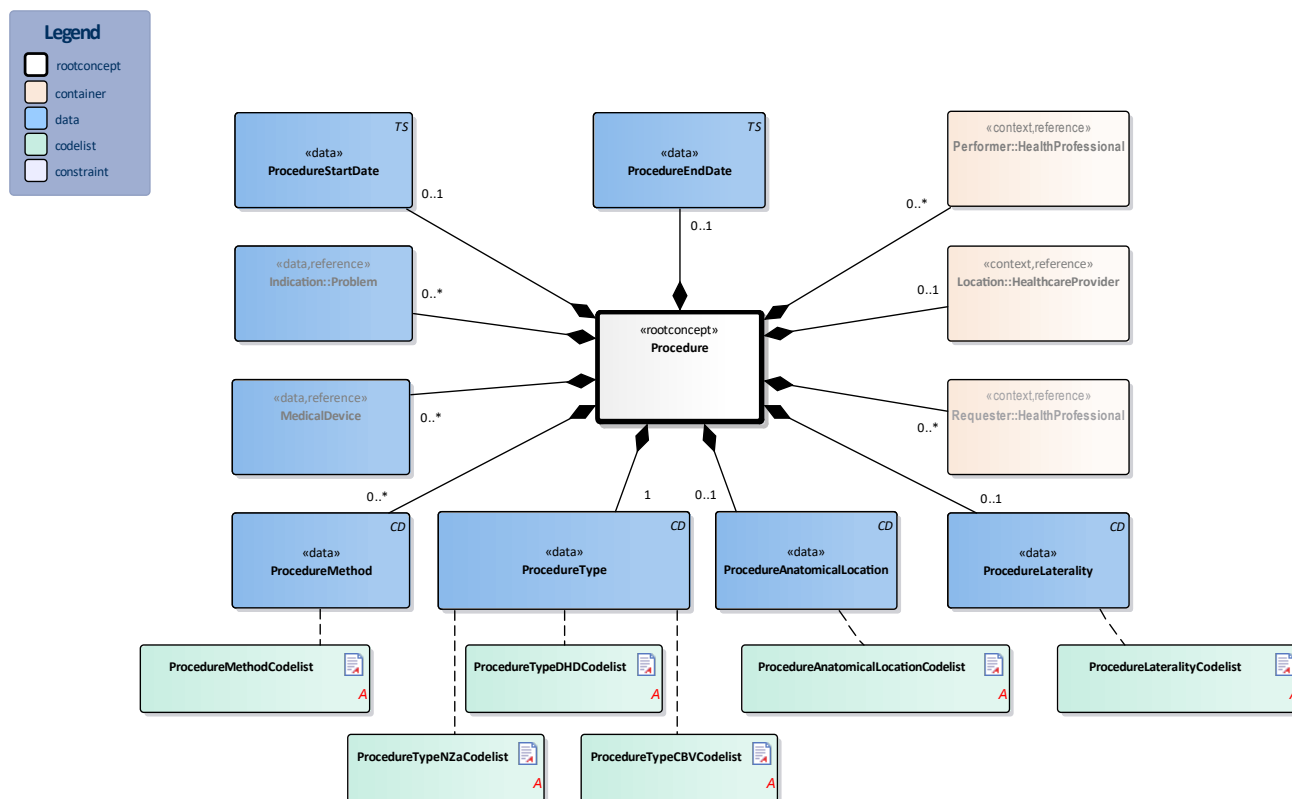 Legend
rootconcept
container
data
codelist
constraint
TS
«data»
ProcedureStartDate
0..1
TS
«data»
ProcedureEndDate
0..1
«context,reference»
Performer::HealthProfessional
0..*
«data,reference»
Indication::Problem
0..*
«context,reference»
Location::HealthcareProvider
0..1
«rootconcept»
Procedure
«data,reference»
MedicalDevice
0..*
«context,reference»
Requester::HealthProfessional
0..*
0..*
1
0..1
0..1
CD
«data»
ProcedureMethod
CD
«data»
ProcedureType
CD
«data»
ProcedureAnatomicalLocation
CD
«data»
ProcedureLaterality
ProcedureMethodCodelist
A
ProcedureTypeDHDCodelist
A
ProcedureAnatomicalLocationCodelist
A
ProcedureLateralityCodelist
A
ProcedureTypeNZaCodelist
A
ProcedureTypeCBVCodelist
A